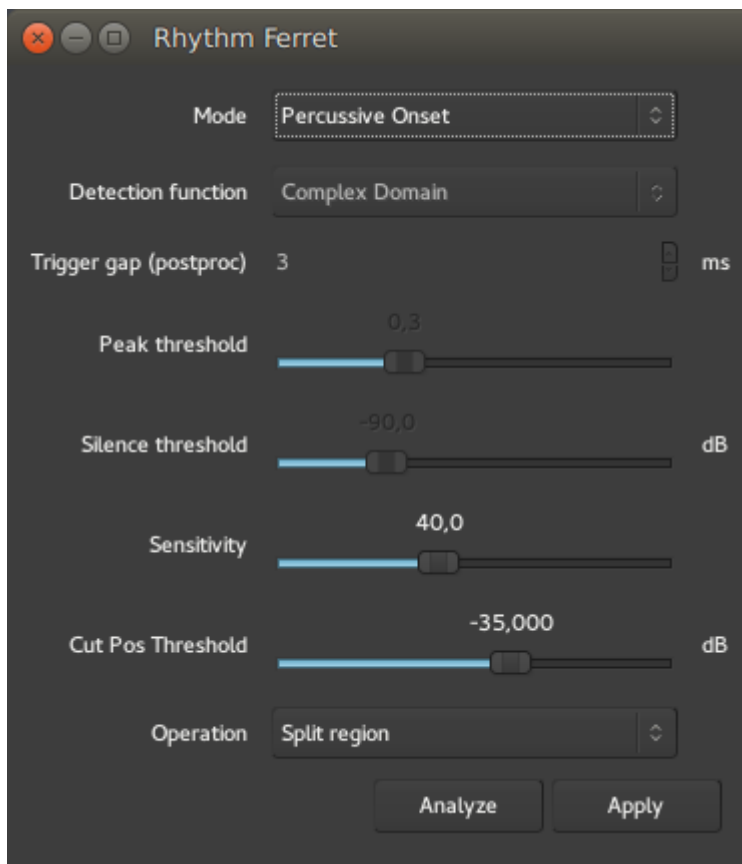 Rhythm Ferret
Mode Percussive Onset
Detection function Complex Domain
Trigger gap (postproc) 3 ms
0,3
Peak threshold
-90,0
Silence threshold dB
40,0
Sensitivity
-35,000
Cut Pos Threshold dB
Operation Split region
Analyze Apply